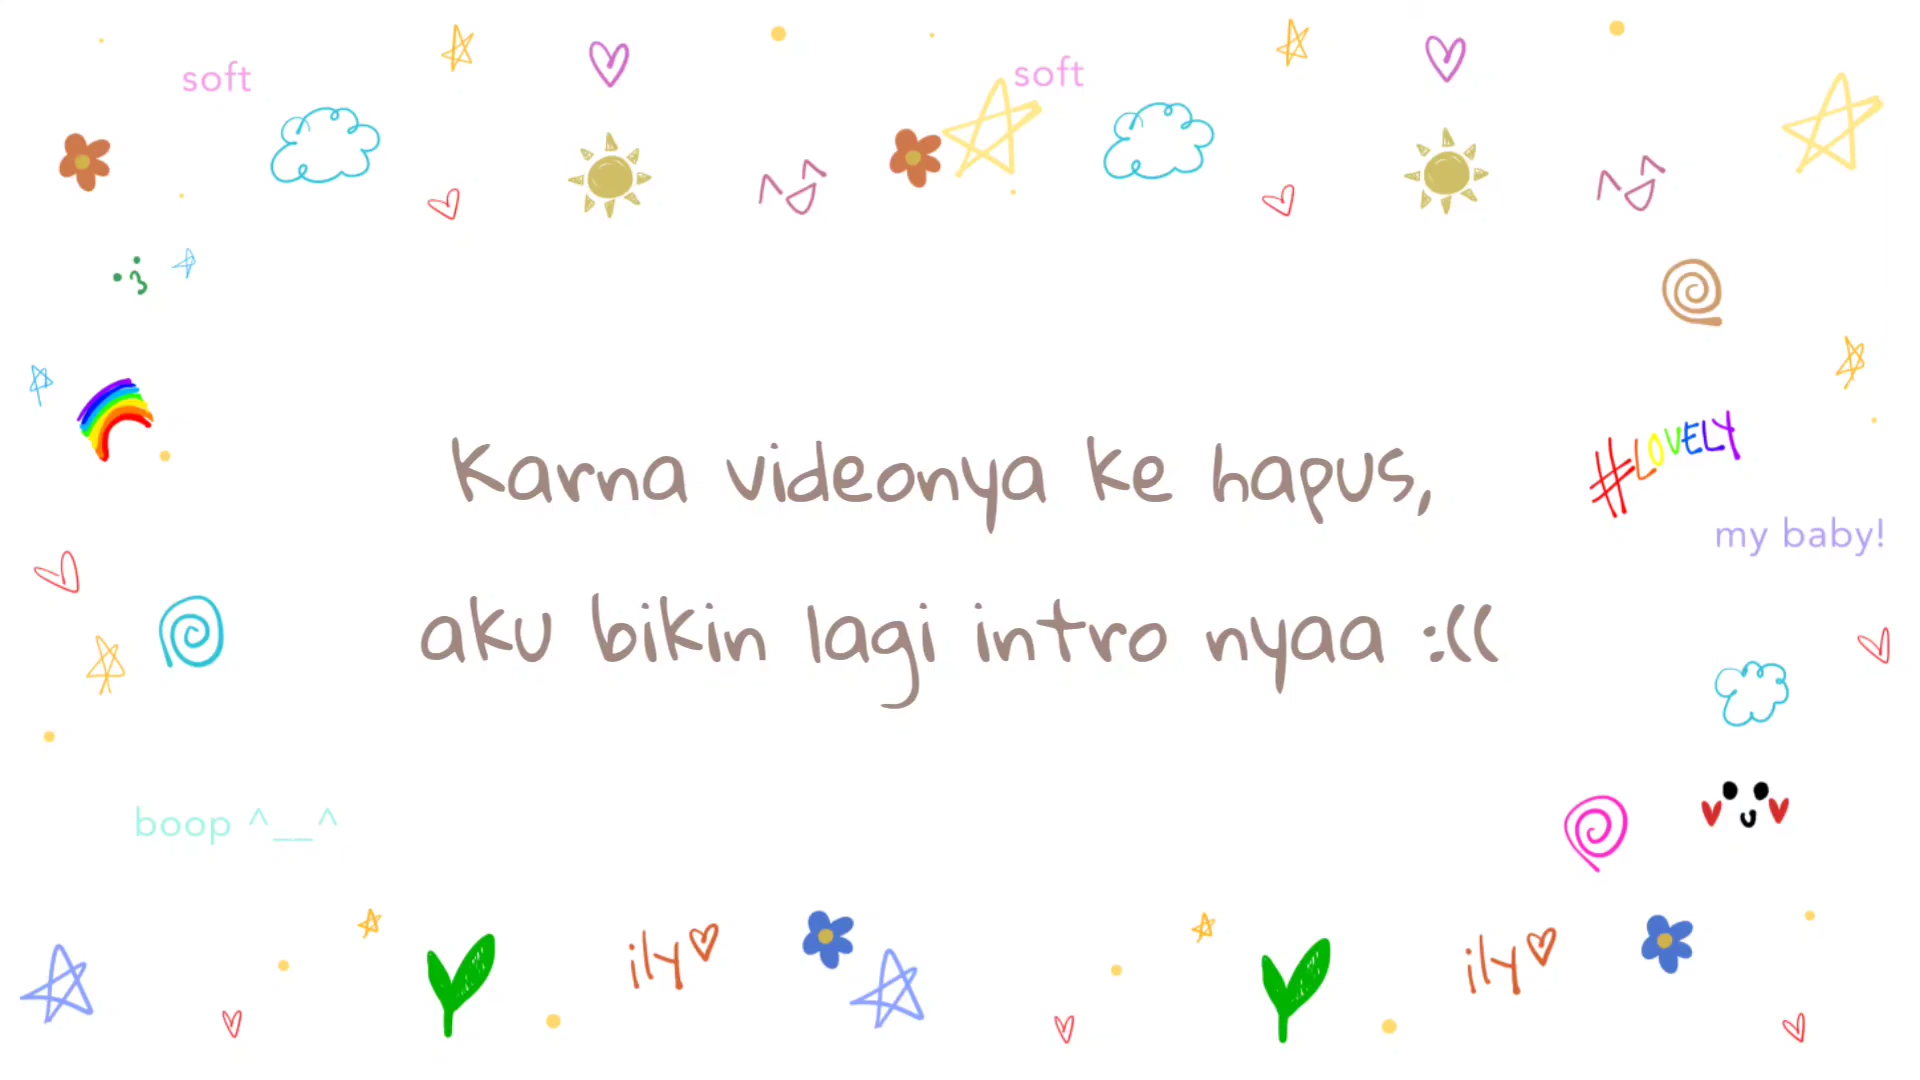 soft
soft
Karna videonya ke hapus,
aku bikin lagi intro nyaa :((
#LOVELY
my baby!
boop ^__^
ily
ily